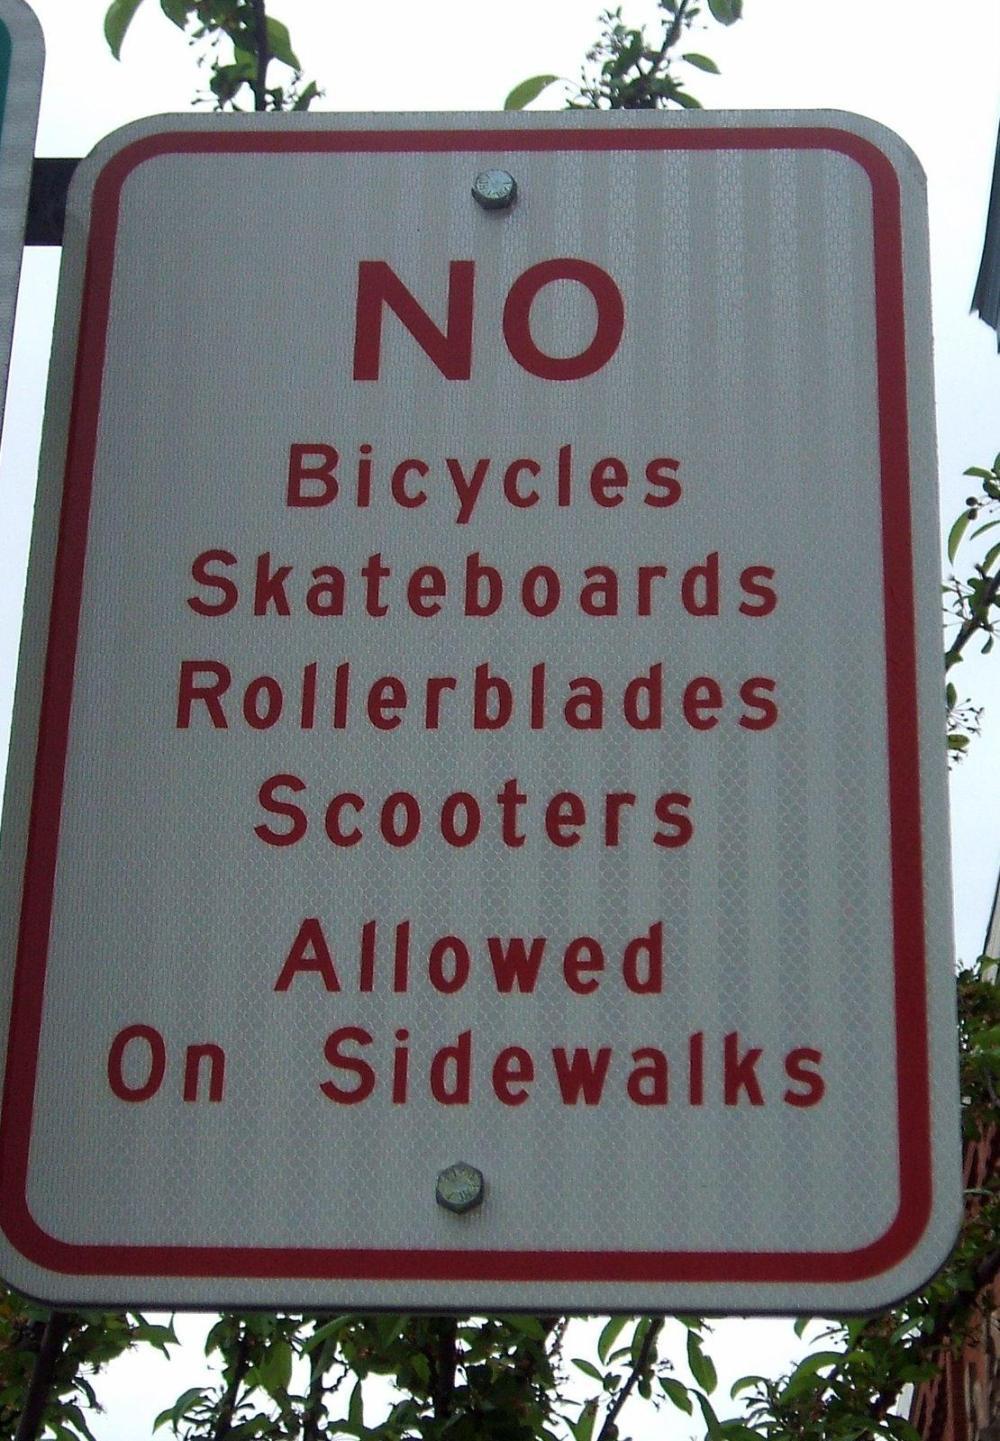 NO
Bicycles
Skateboards
Rollerblades
Scooters
Allowed
On Sidewalks